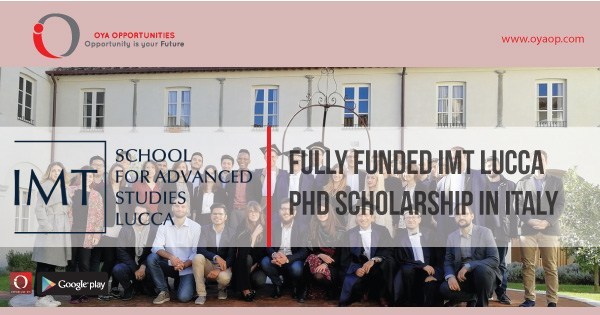 OYA OPPORTUNITIES
Opportunity is your Future
www.oyaop.com
IMT
SCHOOL
FOR ADVANCED
STUDIES
LUCCA
FULLY FUNDED IMT LUCCA
PHD SCHOLARSHIP IN ITALY
Google play